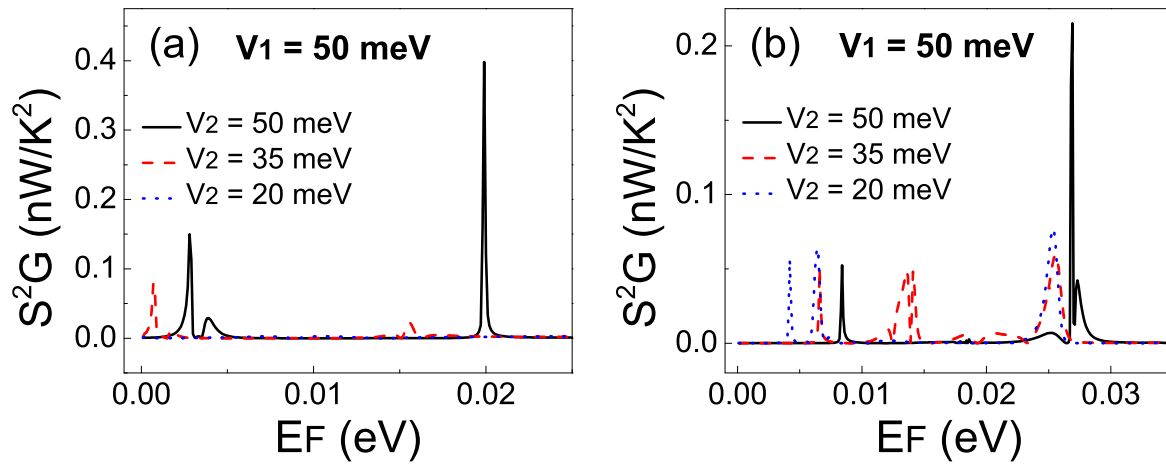 (a)
V1 = 50 meV
V2 = 50 meV
V2 = 35 meV
V2 = 20 meV
S²G (nW/K²)
0.4
0.3
0.2
0.1
0.0
0.00
0.01
0.02
EF (eV)
(b)
V1 = 50 meV
V2 = 50 meV
V2 = 35 meV
V2 = 20 meV
S²G (nW/K²)
0.2
0.1
0.0
0.00
0.01
0.02
0.03
EF (eV)